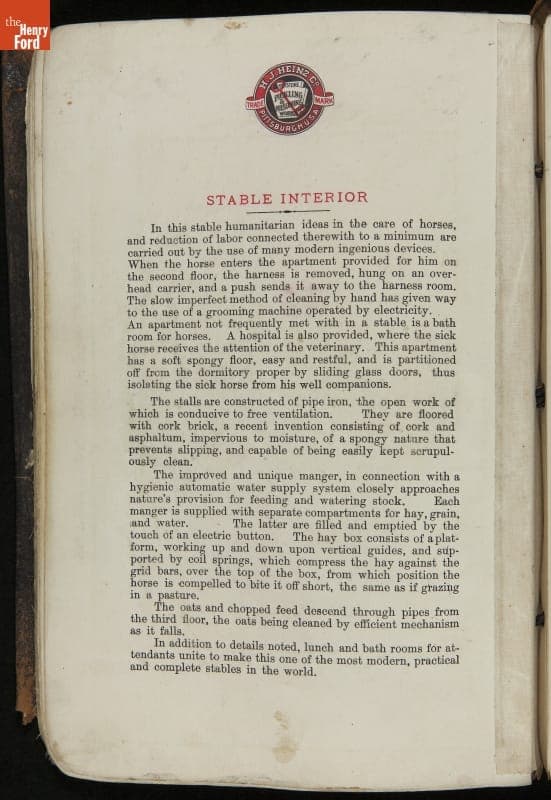 the
Henry
Ford
H. J. HEINZ CO.
KEYSTONE
PICKLING
&
PRESERVING
WORKS
TRADE MARK
PITTSBURGH U.S.A.
STABLE INTERIOR
In this stable humanitarian ideas in the care of horses,
and reduction of labor connected therewith to a minimum are
carried out by the use of many modern ingenious devices.
When the horse enters the apartment provided for him on
the second floor, the harness is removed, hung on an over-
head carrier, and a push sends it away to the harness room.
The slow imperfect method of cleaning by hand has given way
to the use of a grooming machine operated by electricity.
An apartment not frequently met with in a stable is a bath
room for horses. A hospital is also provided, where the sick
horse receives the attention of the veterinary. This apartment
has a soft spongy floor, easy and restful, and is partitioned
off from the dormitory proper by sliding glass doors, thus
isolating the sick horse from his well companions.
The stalls are constructed of pipe iron, the open work of
which is conducive to free ventilation. They are floored
with cork brick, a recent invention consisting of cork and
asphaltum, impervious to moisture, of a spongy nature that
prevents slipping, and capable of being easily kept scrupul-
ously clean.
The improved and unique manger, in connection with a
hygienic automatic water supply system closely approaches
nature's provision for feeding and watering stock. Each
manger is supplied with separate compartments for hay, grain,
and water. The latter are filled and emptied by the
touch of an electric button. The hay box consists of a plat-
form, working up and down upon vertical guides, and sup-
ported by coil springs, which compress the hay against the
grid bars, over the top of the box, from which position the
horse is compelled to bite it off short, the same as if grazing
in a pasture.
The oats and chopped feed descend through pipes from
the third floor, the oats being cleaned by efficient mechanism
as it falls.
In addition to details noted, lunch and bath rooms for at-
tendants unite to make this one of the most modern, practical
and complete stables in the world.